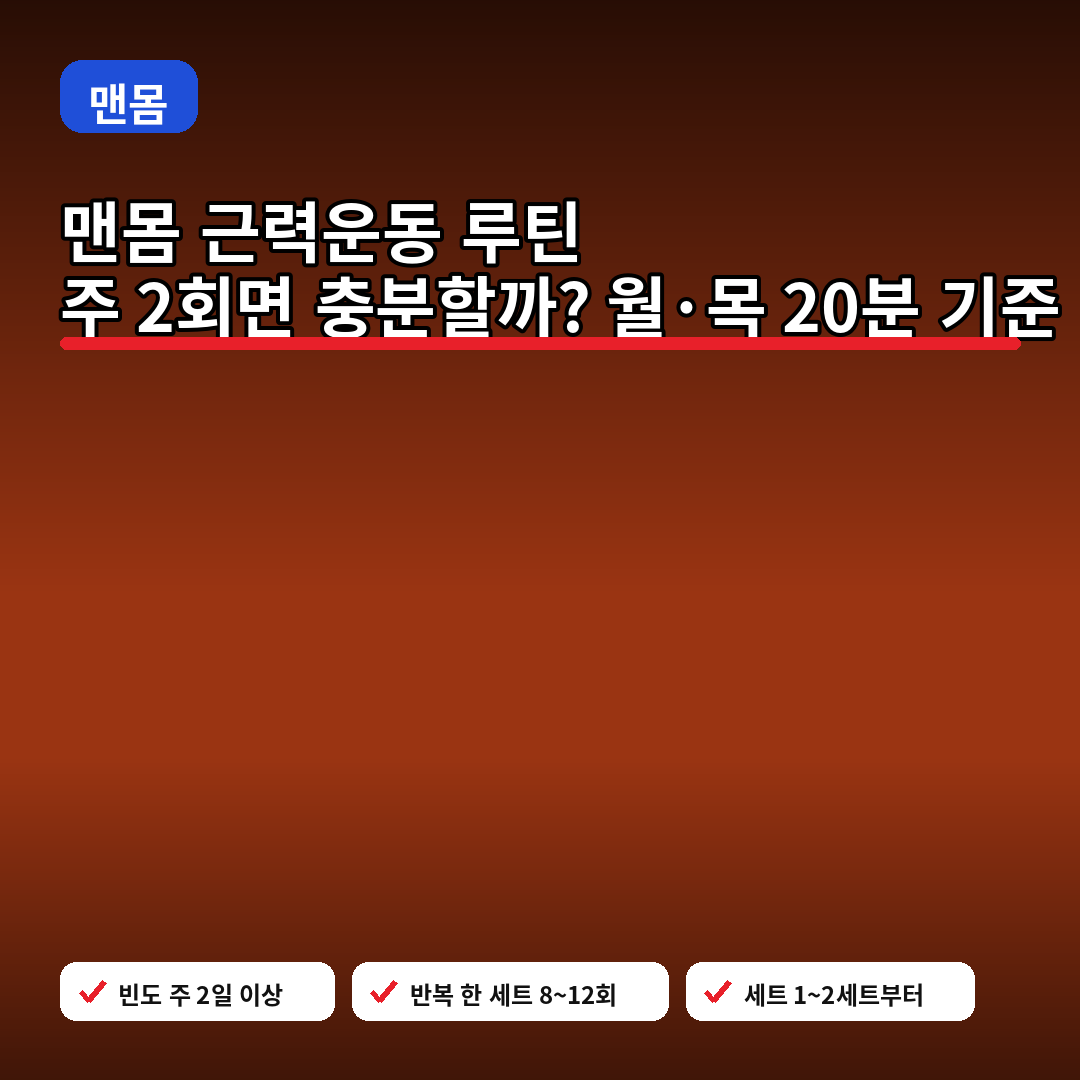 맨몸
맨몸 근력운동 루틴
주 2회면 충분할까? 월·목 20분 기준
빈도 주 2일 이상
반복 한 세트 8~12회
세트 1~2세트부터